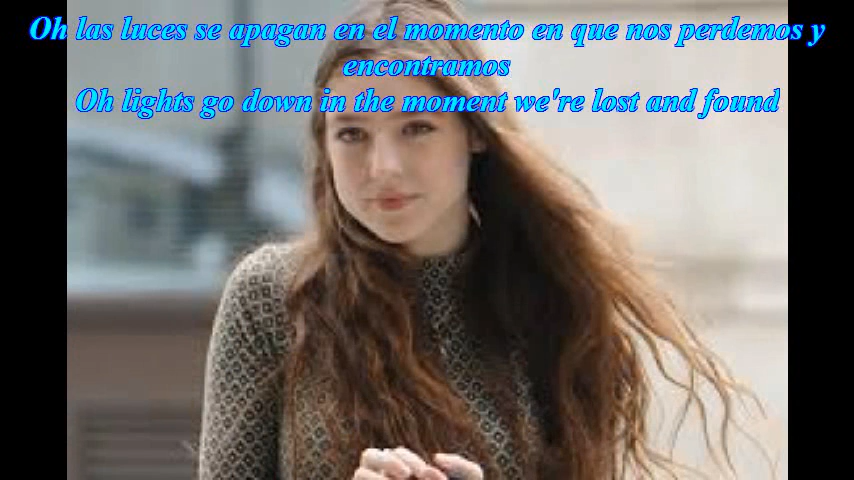 Oh las luces se apagan en el momento en que nos perdemos y
encontramos
Oh lights go down in the moment we're lost and found